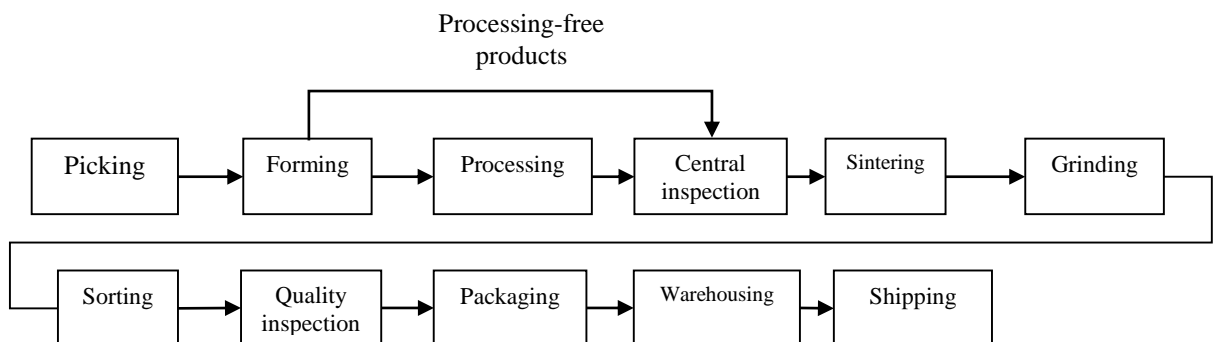 Processing-free
products
Picking
Forming
Processing
Central
inspection
Sintering
Grinding
Sorting
Quality
inspection
Packaging
Warehousing
Shipping